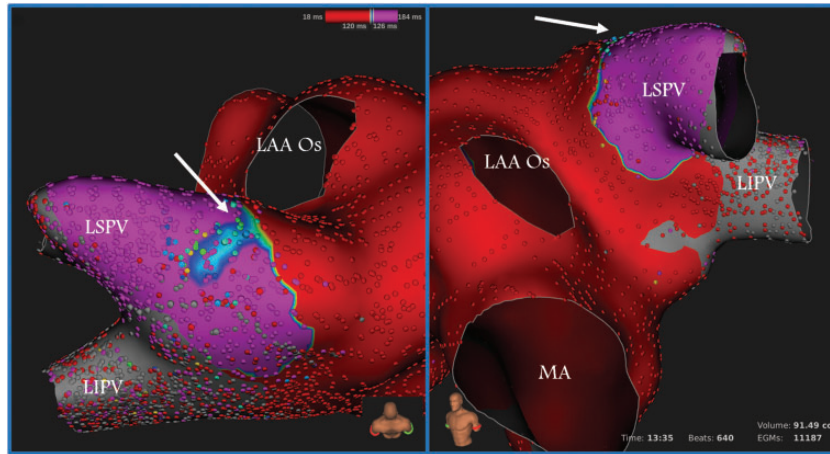 18 ms
184 ms
120 ms
126 ms
LAA Os
LSPV
LIPV
LSPV
LAA Os
LIPV
MA
Volume: 91.49 cc
Time: 13:35 Beats: 640 EGMs: 11187